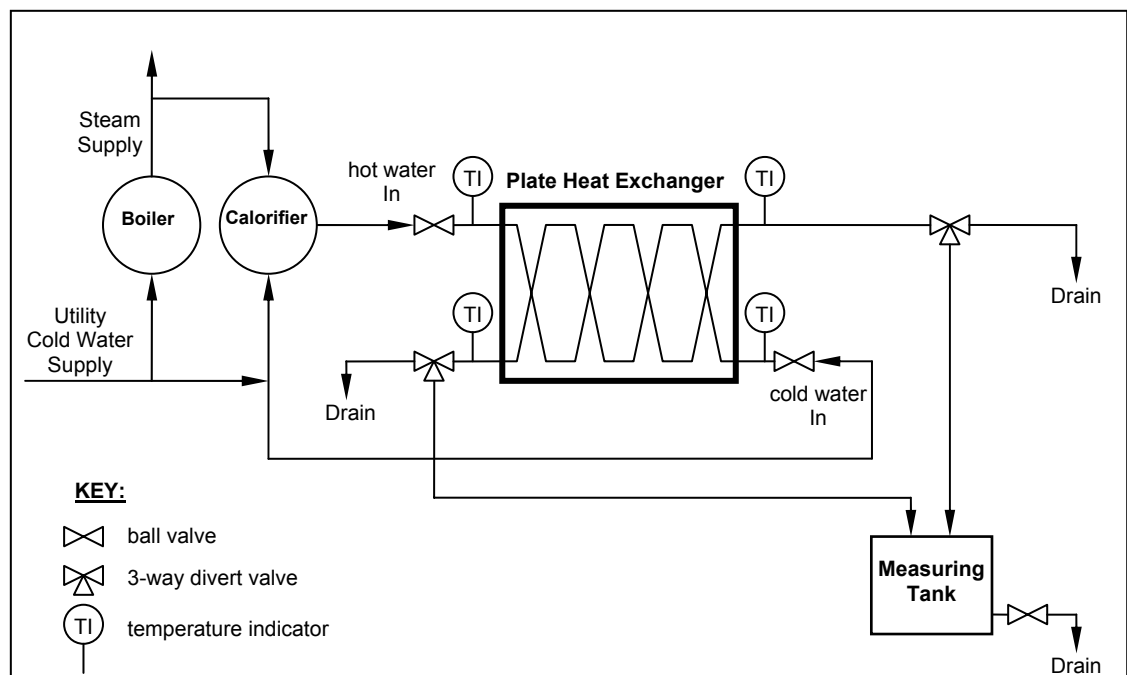 Steam
Supply
hot water
In
TI
Plate Heat Exchanger
TI
Boiler
Calorifier
Drain
Utility
Cold Water
Supply
TI
TI
Drain
cold water
In
KEY:
ball valve
3-way divert valve
TI
temperature indicator
Measuring
Tank
Drain